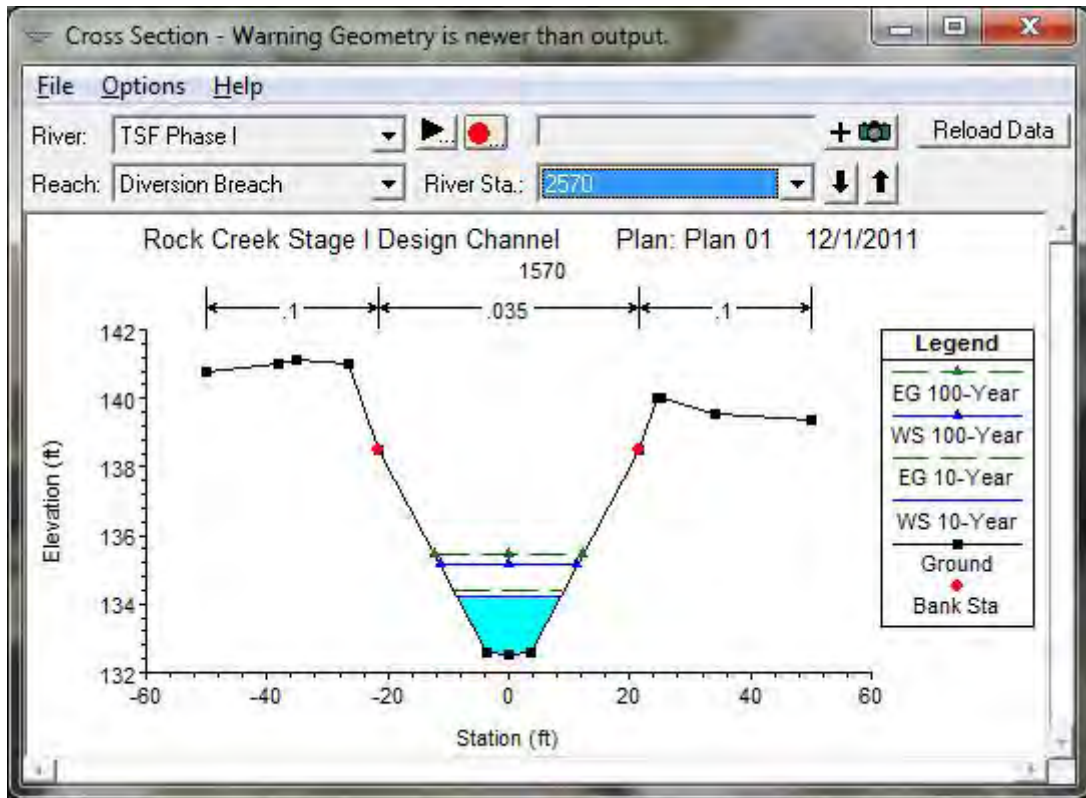 Cross Section - Warning Geometry is newer than output.
File Options Help
River: TSF Phase I Reload Data
Reach: Diversion Breach River Sta.: 2570
Rock Creek Stage I Design Channel Plan: Plan 01 12/1/2011
1570
.1 .035 .1
142
140
138
136
134
132
Elevation (ft)
-60 -40 -20 0 20 40 60
Station (ft)
Legend
EG 100-Year
WS 100-Year
EG 10-Year
WS 10-Year
Ground
Bank Sta